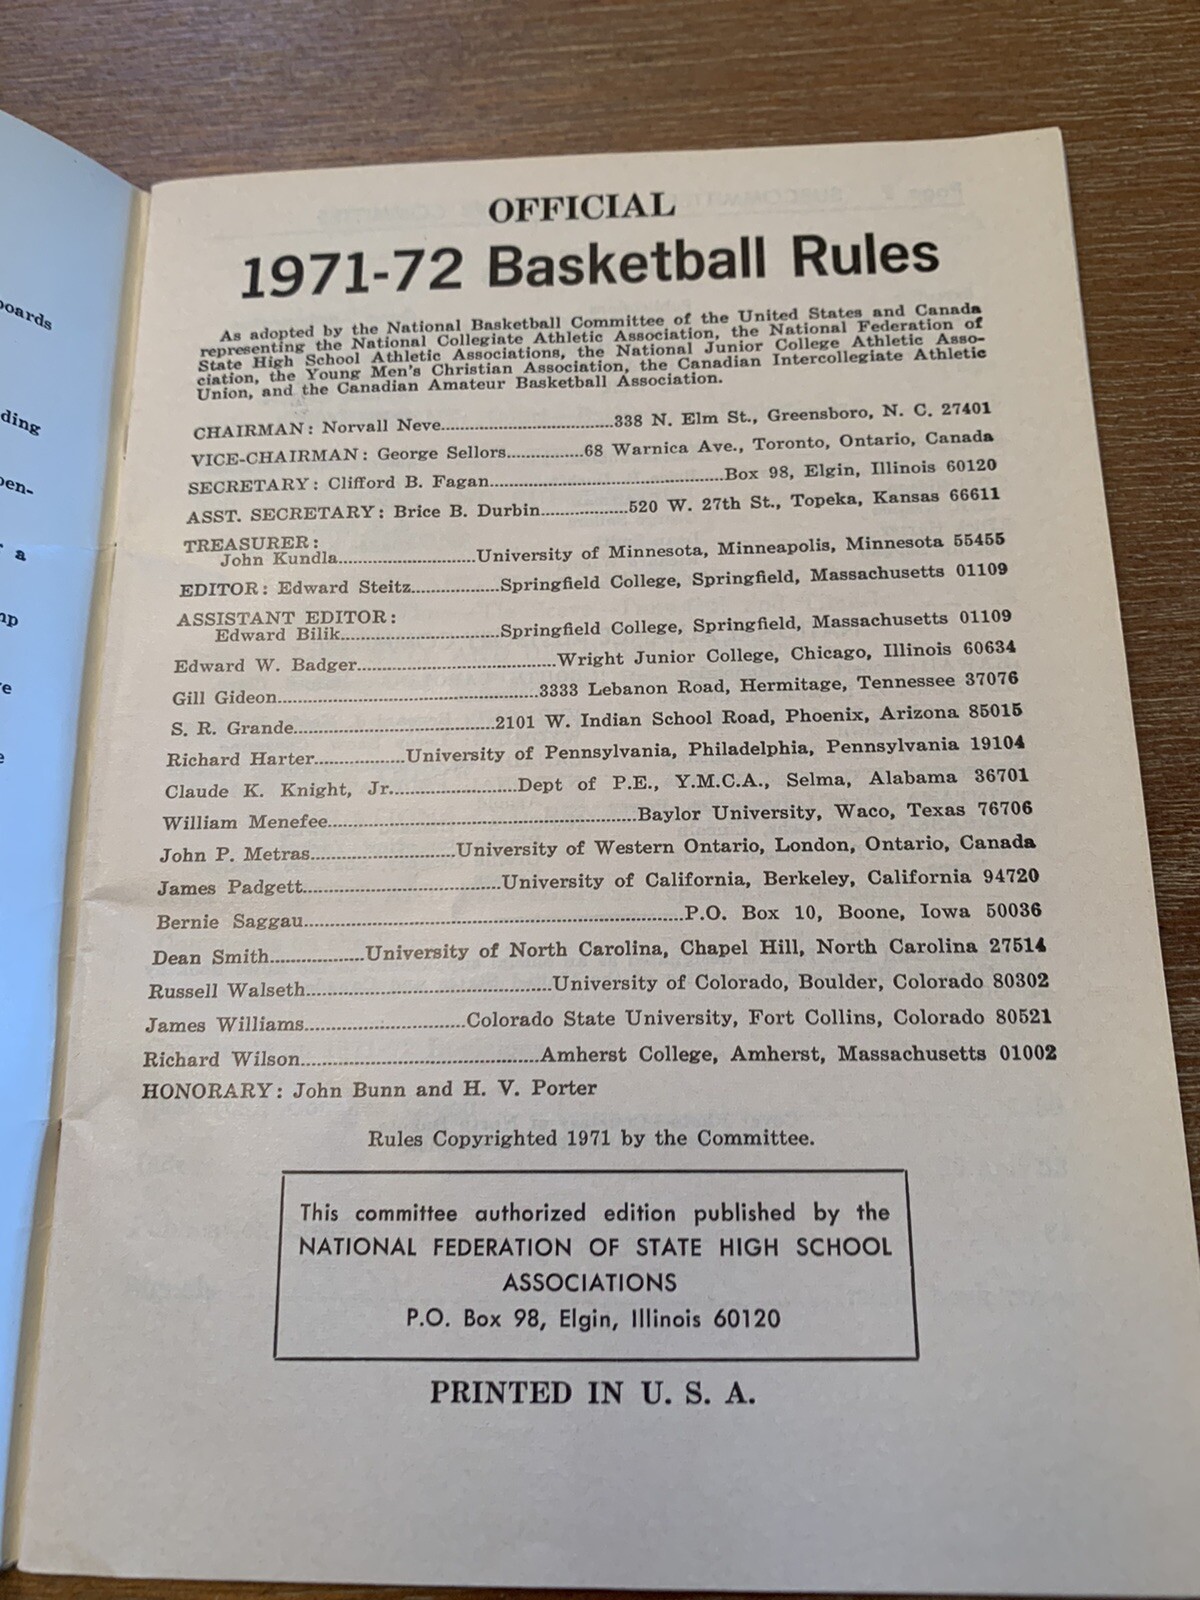 oards
ding
en-
a
mp
e
e
OFFICIAL
1971-72 Basketball Rules
As adopted by the National Basketball Committee of the United States and Canada
representing the National Collegiate Athletic Association, the National Federation of
State High School Athletic Associations, the National Junior College Athletic Asso-
ciation, the Young Men's Christian Association, the Canadian Intercollegiate Athletic
Union, and the Canadian Amateur Basketball Association.
CHAIRMAN: Norvall Neve................................338 N. Elm St., Greensboro, N. C. 27401
VICE-CHAIRMAN: George Sellors...............68 Warnica Ave., Toronto, Ontario, Canada
SECRETARY: Clifford B. Fagan.............................................Box 98, Elgin, Illinois 60120
ASST. SECRETARY: Brice B. Durbin.................520 W. 27th St., Topeka, Kansas 66611
TREASURER:
John Kundla...........................University of Minnesota, Minneapolis, Minnesota 55455
EDITOR: Edward Steitz..................Springfield College, Springfield, Massachusetts 01109
ASSISTANT EDITOR:
Edward Bilik...............................Springfield College, Springfield, Massachusetts 01109
Edward W. Badger.......................................Wright Junior College, Chicago, Illinois 60634
Gill Gideon....................................................3333 Lebanon Road, Hermitage, Tennessee 37076
S. R. Grande.......................................2101 W. Indian School Road, Phoenix, Arizona 85015
Richard Harter.................University of Pennsylvania, Philadelphia, Pennsylvania 19104
Claude K. Knight, Jr.........................Dept of P.E., Y.M.C.A., Selma, Alabama 36701
William Menefee.............................................................Baylor University, Waco, Texas 76706
John P. Metras............................University of Western Ontario, London, Ontario, Canada
James Padgett......................................University of California, Berkeley, California 94720
Bernie Saggau.........................................................................P.O. Box 10, Boone, Iowa 50036
Dean Smith..................University of North Carolina, Chapel Hill, North Carolina 27514
Russell Walseth...............................................University of Colorado, Boulder, Colorado 80302
James Williams...............................Colorado State University, Fort Collins, Colorado 80521
Richard Wilson.............................................Amherst College, Amherst, Massachusetts 01002
HONORARY: John Bunn and H. V. Porter
Rules Copyrighted 1971 by the Committee.
This committee authorized edition published by the
NATIONAL FEDERATION OF STATE HIGH SCHOOL
ASSOCIATIONS
P.O. Box 98, Elgin, Illinois 60120
PRINTED IN U. S. A.